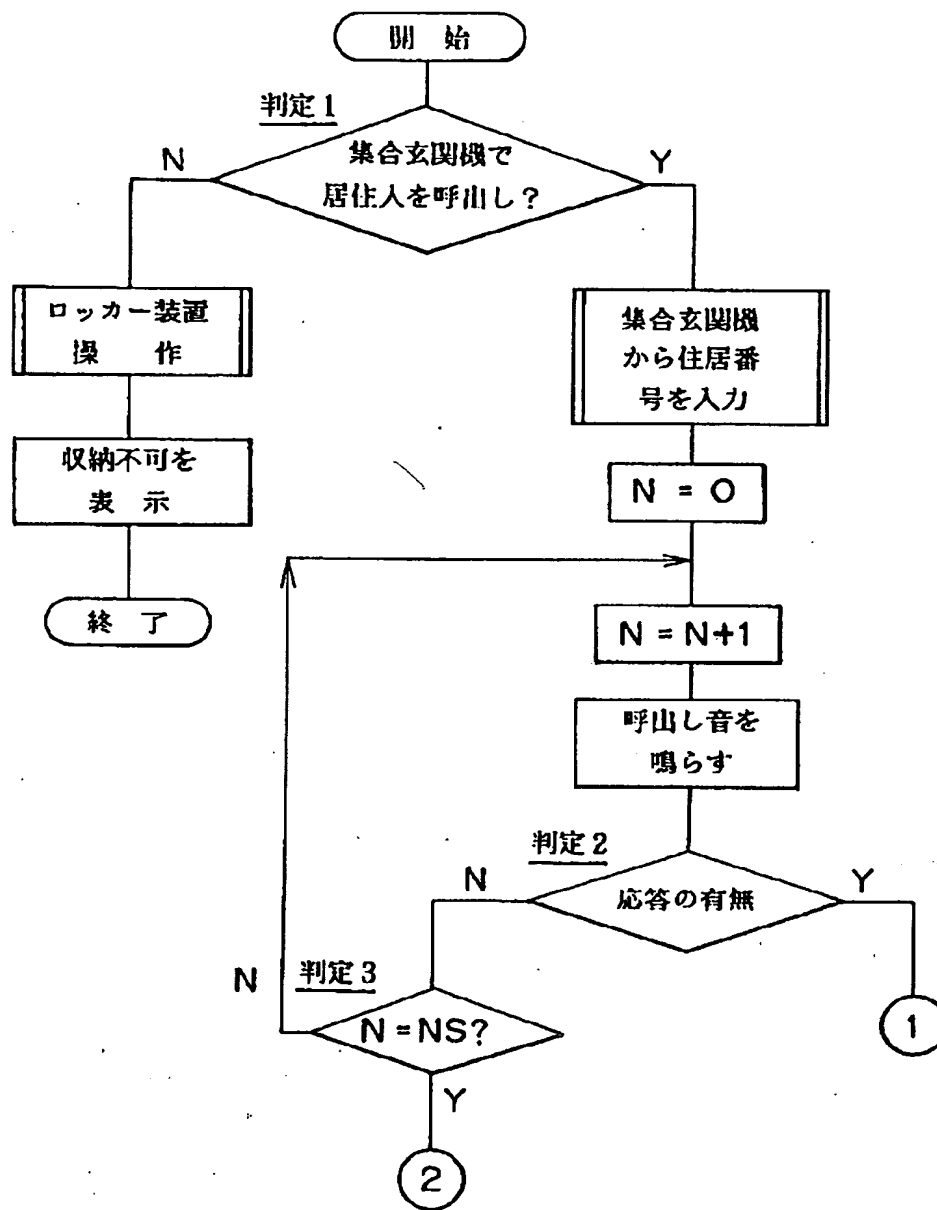 開 始
判定1
集合玄関機で
居住人を呼出し?
N
Y
ロッカー装置
操 作
集合玄関機
から住居番
号を入力
収納不可を
表 示
N = 0
終 了
N = N+1
呼出し音を
鳴らす
判定2
N
Y
応答の有無
N
判定3
N = NS?
1
Y
2